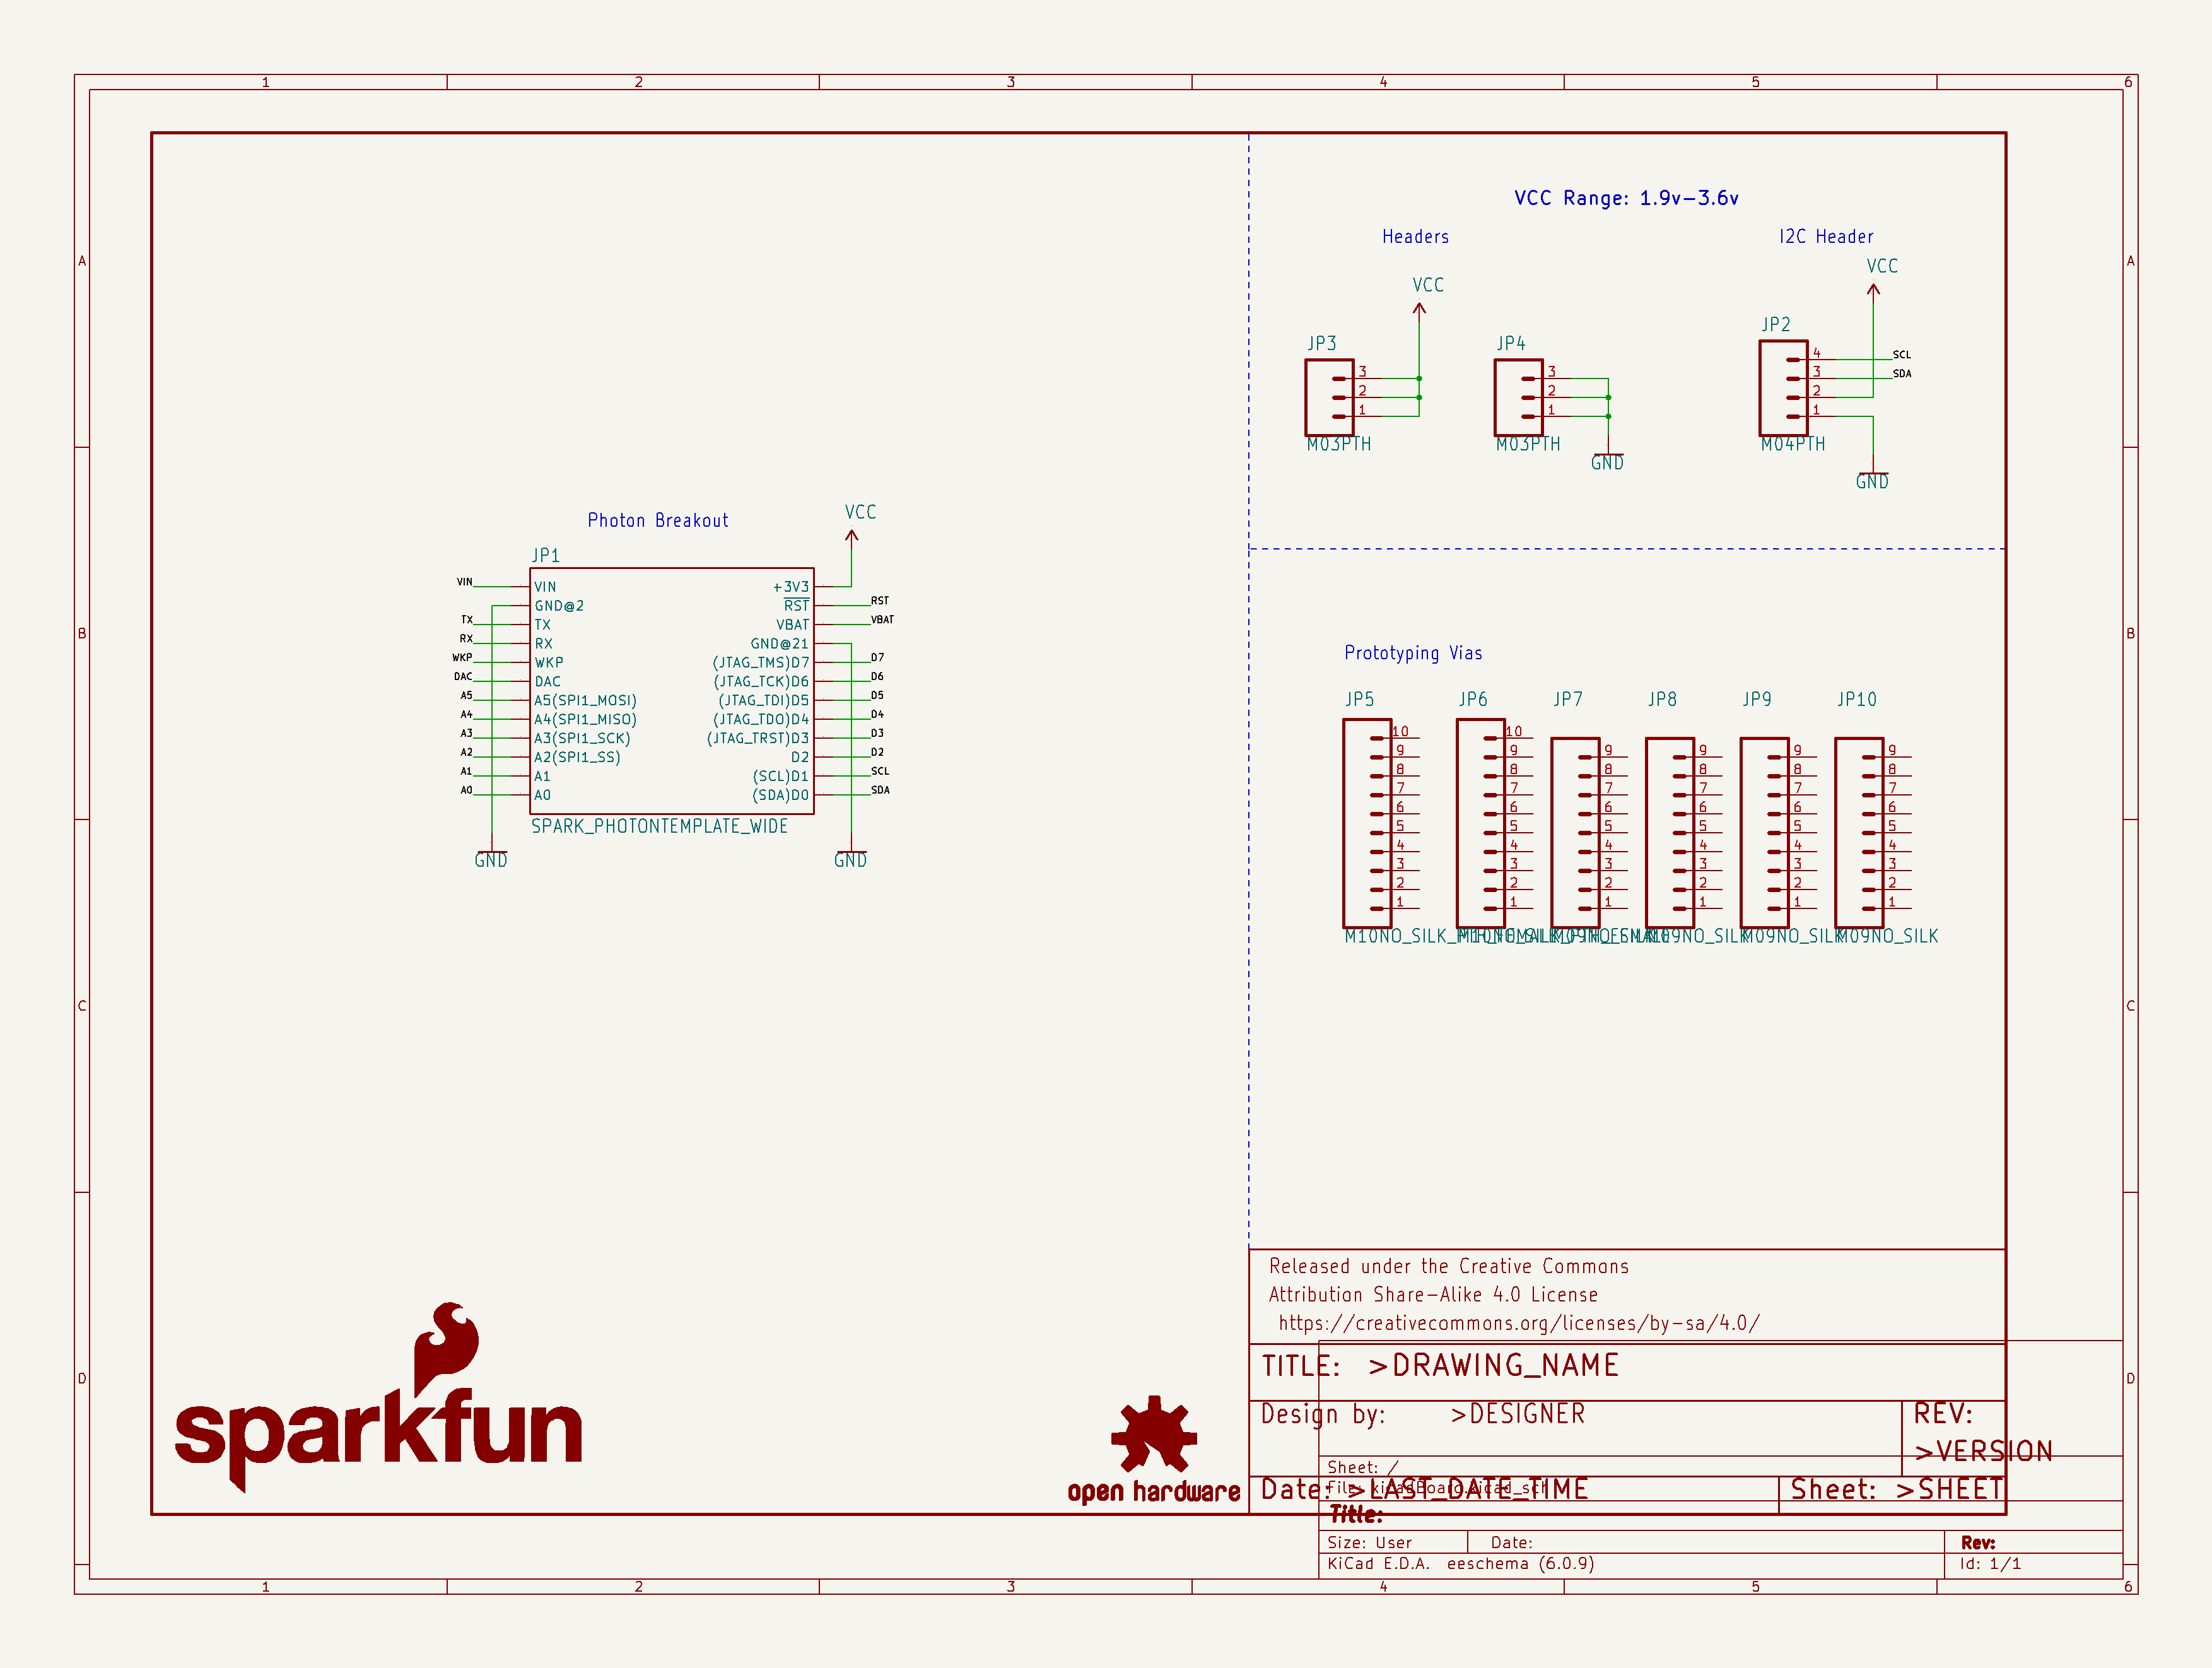 1 2 3 4 5 6
A A
B B
C C
D D
VCC Range: 1.9v-3.6v
Headers
I2C Header
VCC
JP3
3
2
1
M03PTH
JP4
3
2
1
M03PTH
GND
VCC
JP2
4 SCL
3 SDA
2
1
M04PTH
GND
Photon Breakout
VCC
JP1
VIN VIN +3V3
GND@2 RST RST
TX TX VBAT VBAT
RX RX GND@21
WKP WKP (JTAG_TMS)D7 D7
DAC DAC (JTAG_TCK)D6 D6
A5 A5(SPI1_MOSI) (JTAG_TDI)D5 D5
A4 A4(SPI1_MISO) (JTAG_TDO)D4 D4
A3 A3(SPI1_SCK) (JTAG_TRST)D3 D3
A2 A2(SPI1_SS) D2 D2
A1 A1 (SCL)D1 SCL
A0 A0 (SDA)D0 SDA
SPARK_PHOTONTEMPLATE_WIDE
GND GND
Prototyping Vias
JP5 JP6 JP7 JP8 JP9 JP10
10 10
9 9 9 9 9 9
8 8 8 8 8 8
7 7 7 7 7 7
6 6 6 6 6 6
5 5 5 5 5 5
4 4 4 4 4 4
3 3 3 3 3 3
2 2 2 2 2 2
1 1 1 1 1 1
M09NO_SILK M09NO_SILK M09NO_SILK
Released under the Creative Commons
Attribution Share-Alike 4.0 License
https://creativecommons.org/licenses/by-sa/4.0/
TITLE: >DRAWING_NAME
Design by: >DESIGNER
REV:
>VERSION
Sheet: /
File: kicadBoard.kicad_sch
Date: >LAST_DATE_TIME
Sheet: >SHEET
Title:
Size: User Date: Rev:
KiCad E.D.A. eeschema (6.0.9) Id: 1/1
sparkfun
open hardware
1 2 3 4 5 6